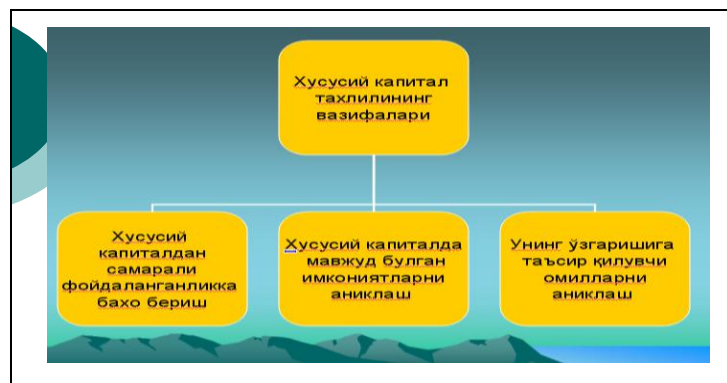 Хусусий капитал
тахлилининг
вазифалари
Хусусий
капиталдан
самарали
фойдаланганликка
бахо бериш
Хусусий капиталда
мавжуд булган
имкониятларни
аниклаш
Унинг ўзгаришига
таъсир қилувчи
омилларни
аниклаш